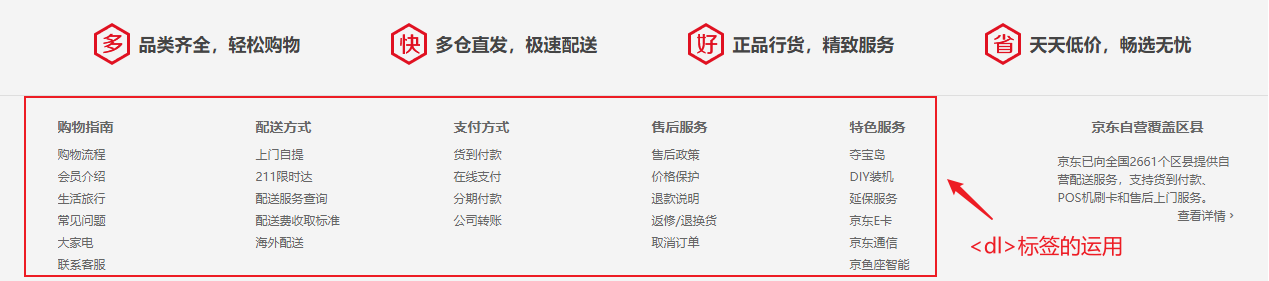 多 品类齐全，轻松购物
快 多仓直发，极速配送
好 正品行货，精致服务
省 天天低价，畅选无忧
购物指南
购物流程
会员介绍
生活旅行
常见问题
大家电
联系客服
配送方式
上门自提
211限时达
配送服务查询
配送费收取标准
海外配送
支付方式
货到付款
在线支付
分期付款
公司转账
售后服务
售后政策
价格保护
退款说明
返修/退换货
取消订单
特色服务
夺宝岛
DIY装机
延保服务
京东E卡
京东通信
京鱼座智能
京东自营覆盖区县
京东已向全国2661个区县提供自
营配送服务，支持货到付款、
POS机刷卡和售后上门服务。
查看详情 ›
<dl>标签的运用